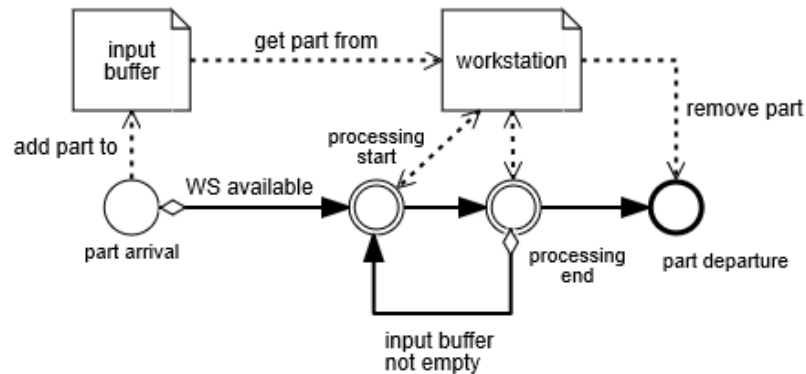 input
buffer
get part from
workstation
remove part
add part to
processing
start
WS available
part arrival
processing
end
part departure
input buffer
not empty